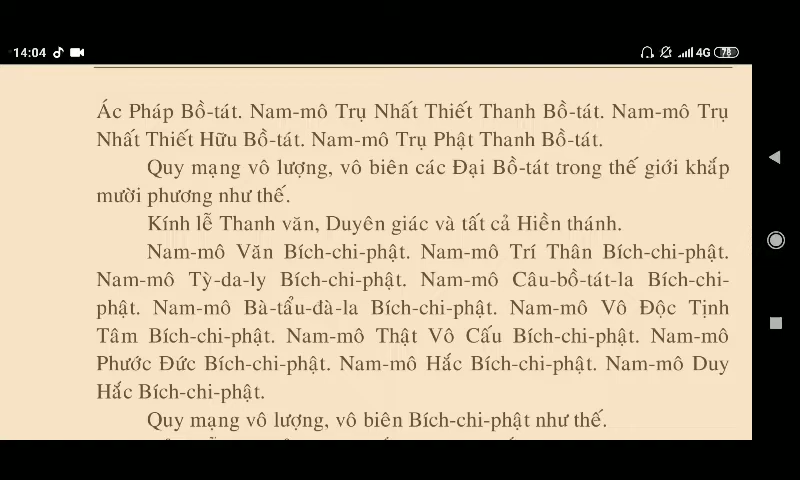 14:04
4G 78
Ác Pháp Bồ-tát. Nam-mô Trụ Nhất Thiết Thanh Bồ-tát. Nam-mô Trụ
Nhất Thiết Hữu Bồ-tát. Nam-mô Trụ Phật Thanh Bồ-tát.
Quy mạng vô lượng, vô biên các Đại Bồ-tát trong thế giới khắp
mười phương như thế.
Kính lễ Thanh văn, Duyên giác và tất cả Hiền thánh.
Nam-mô Văn Bích-chi-phật. Nam-mô Trí Thân Bích-chi-phật.
Nam-mô Tỳ-da-ly Bích-chi-phật. Nam-mô Câu-bồ-tát-la Bích-chi-
phật. Nam-mô Bà-tẩu-đà-la Bích-chi-phật. Nam-mô Vô Độc Tịnh
Tâm Bích-chi-phật. Nam-mô Thật Vô Cấu Bích-chi-phật. Nam-mô
Phước Đức Bích-chi-phật. Nam-mô Hắc Bích-chi-phật. Nam-mô Duy
Hắc Bích-chi-phật.
Quy mạng vô lượng, vô biên Bích-chi-phật như thế.